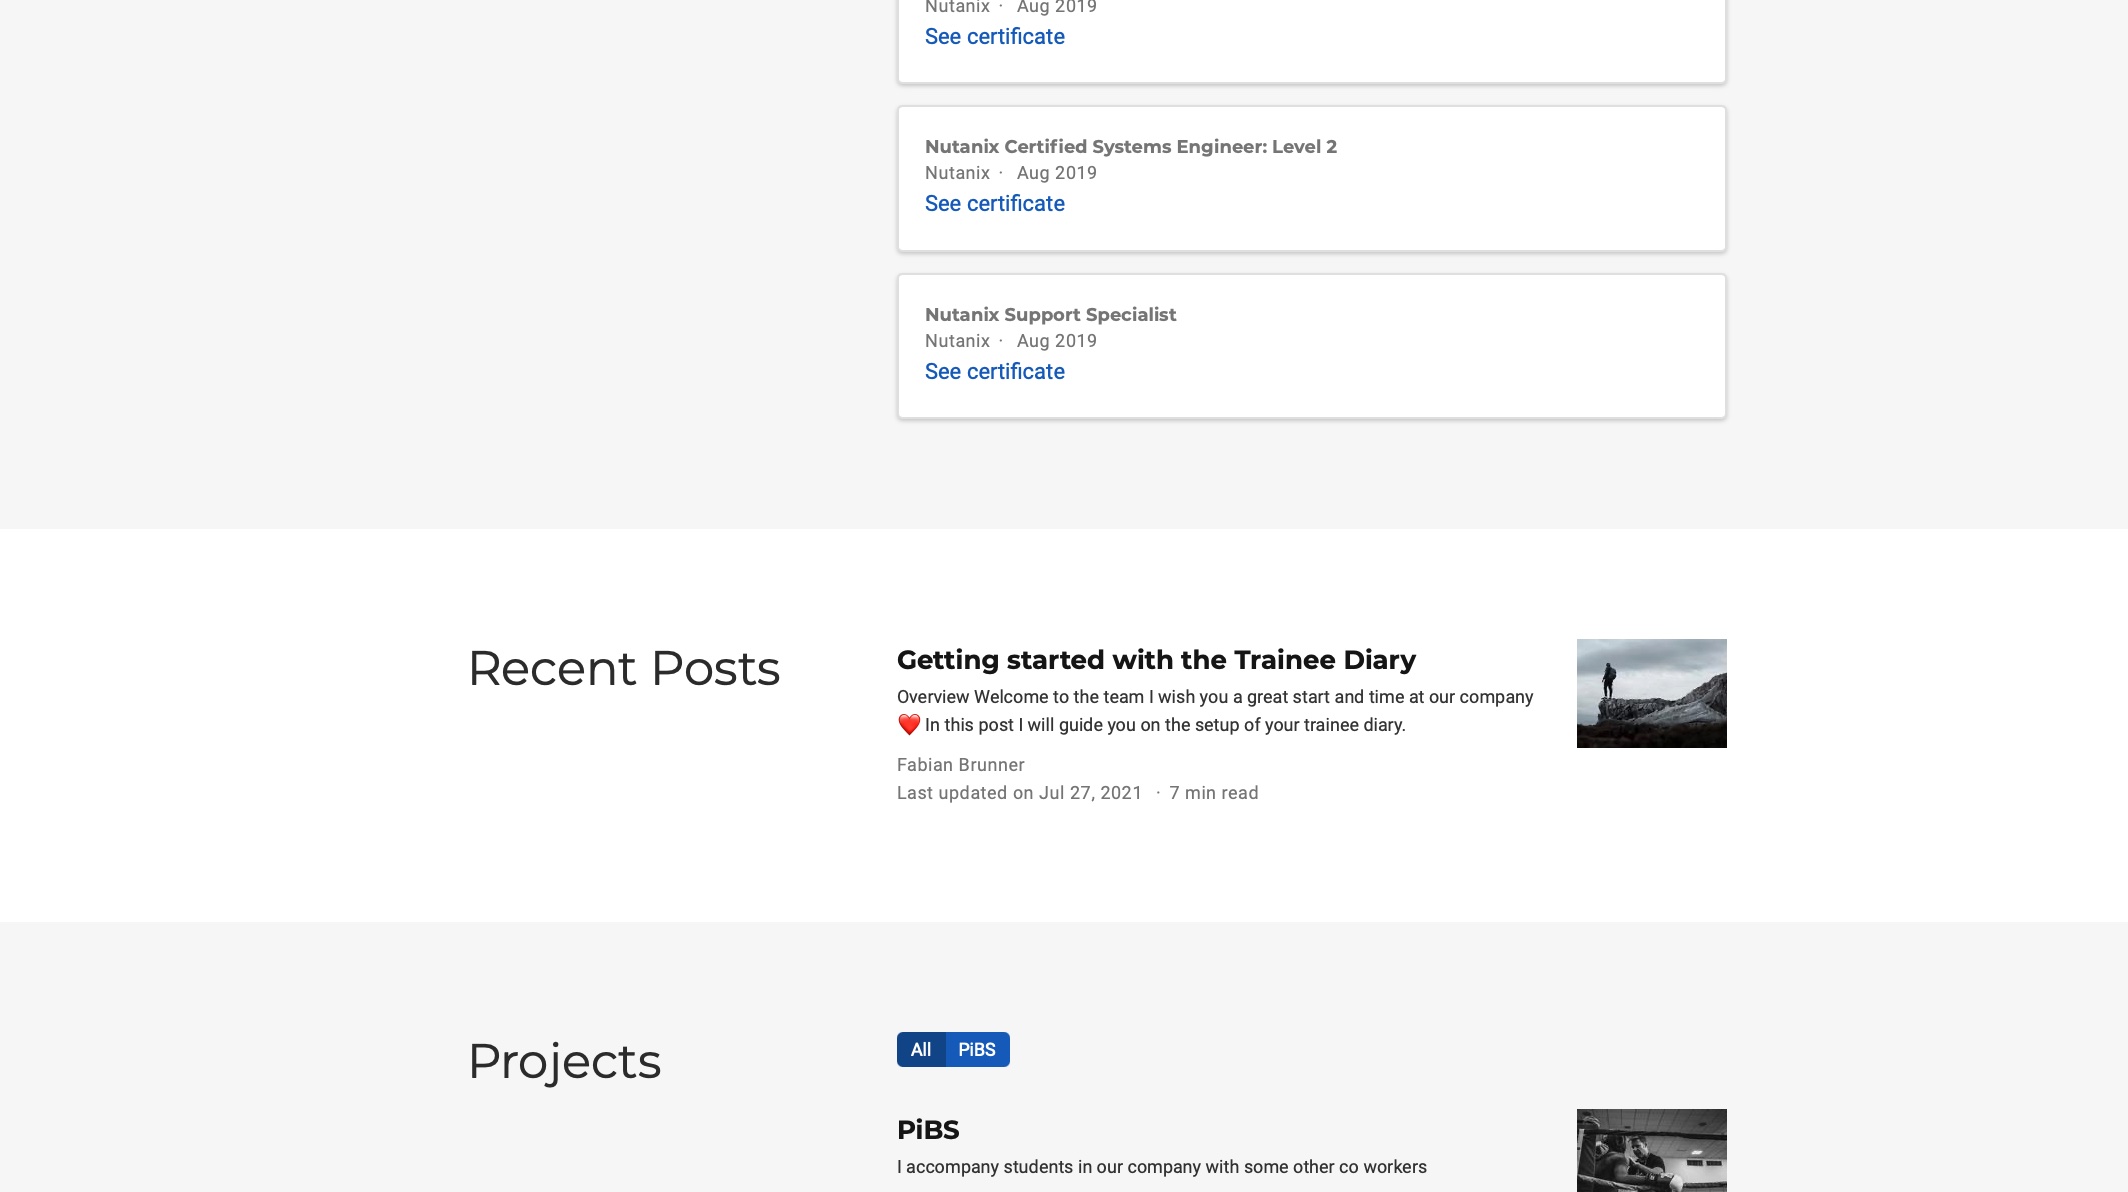 Nutanix · Aug 2019
See certificate
Nutanix Certified Systems Engineer: Level 2
Nutanix · Aug 2019
See certificate
Nutanix Support Specialist
Nutanix · Aug 2019
See certificate
Recent Posts
Getting started with the Trainee Diary
Overview Welcome to the team I wish you a great start and time at our company
❤️ In this post I will guide you on the setup of your trainee diary.
Fabian Brunner
Last updated on Jul 27, 2021 · 7 min read
Projects
All PiBS
PiBS
I accompany students in our company with some other co workers